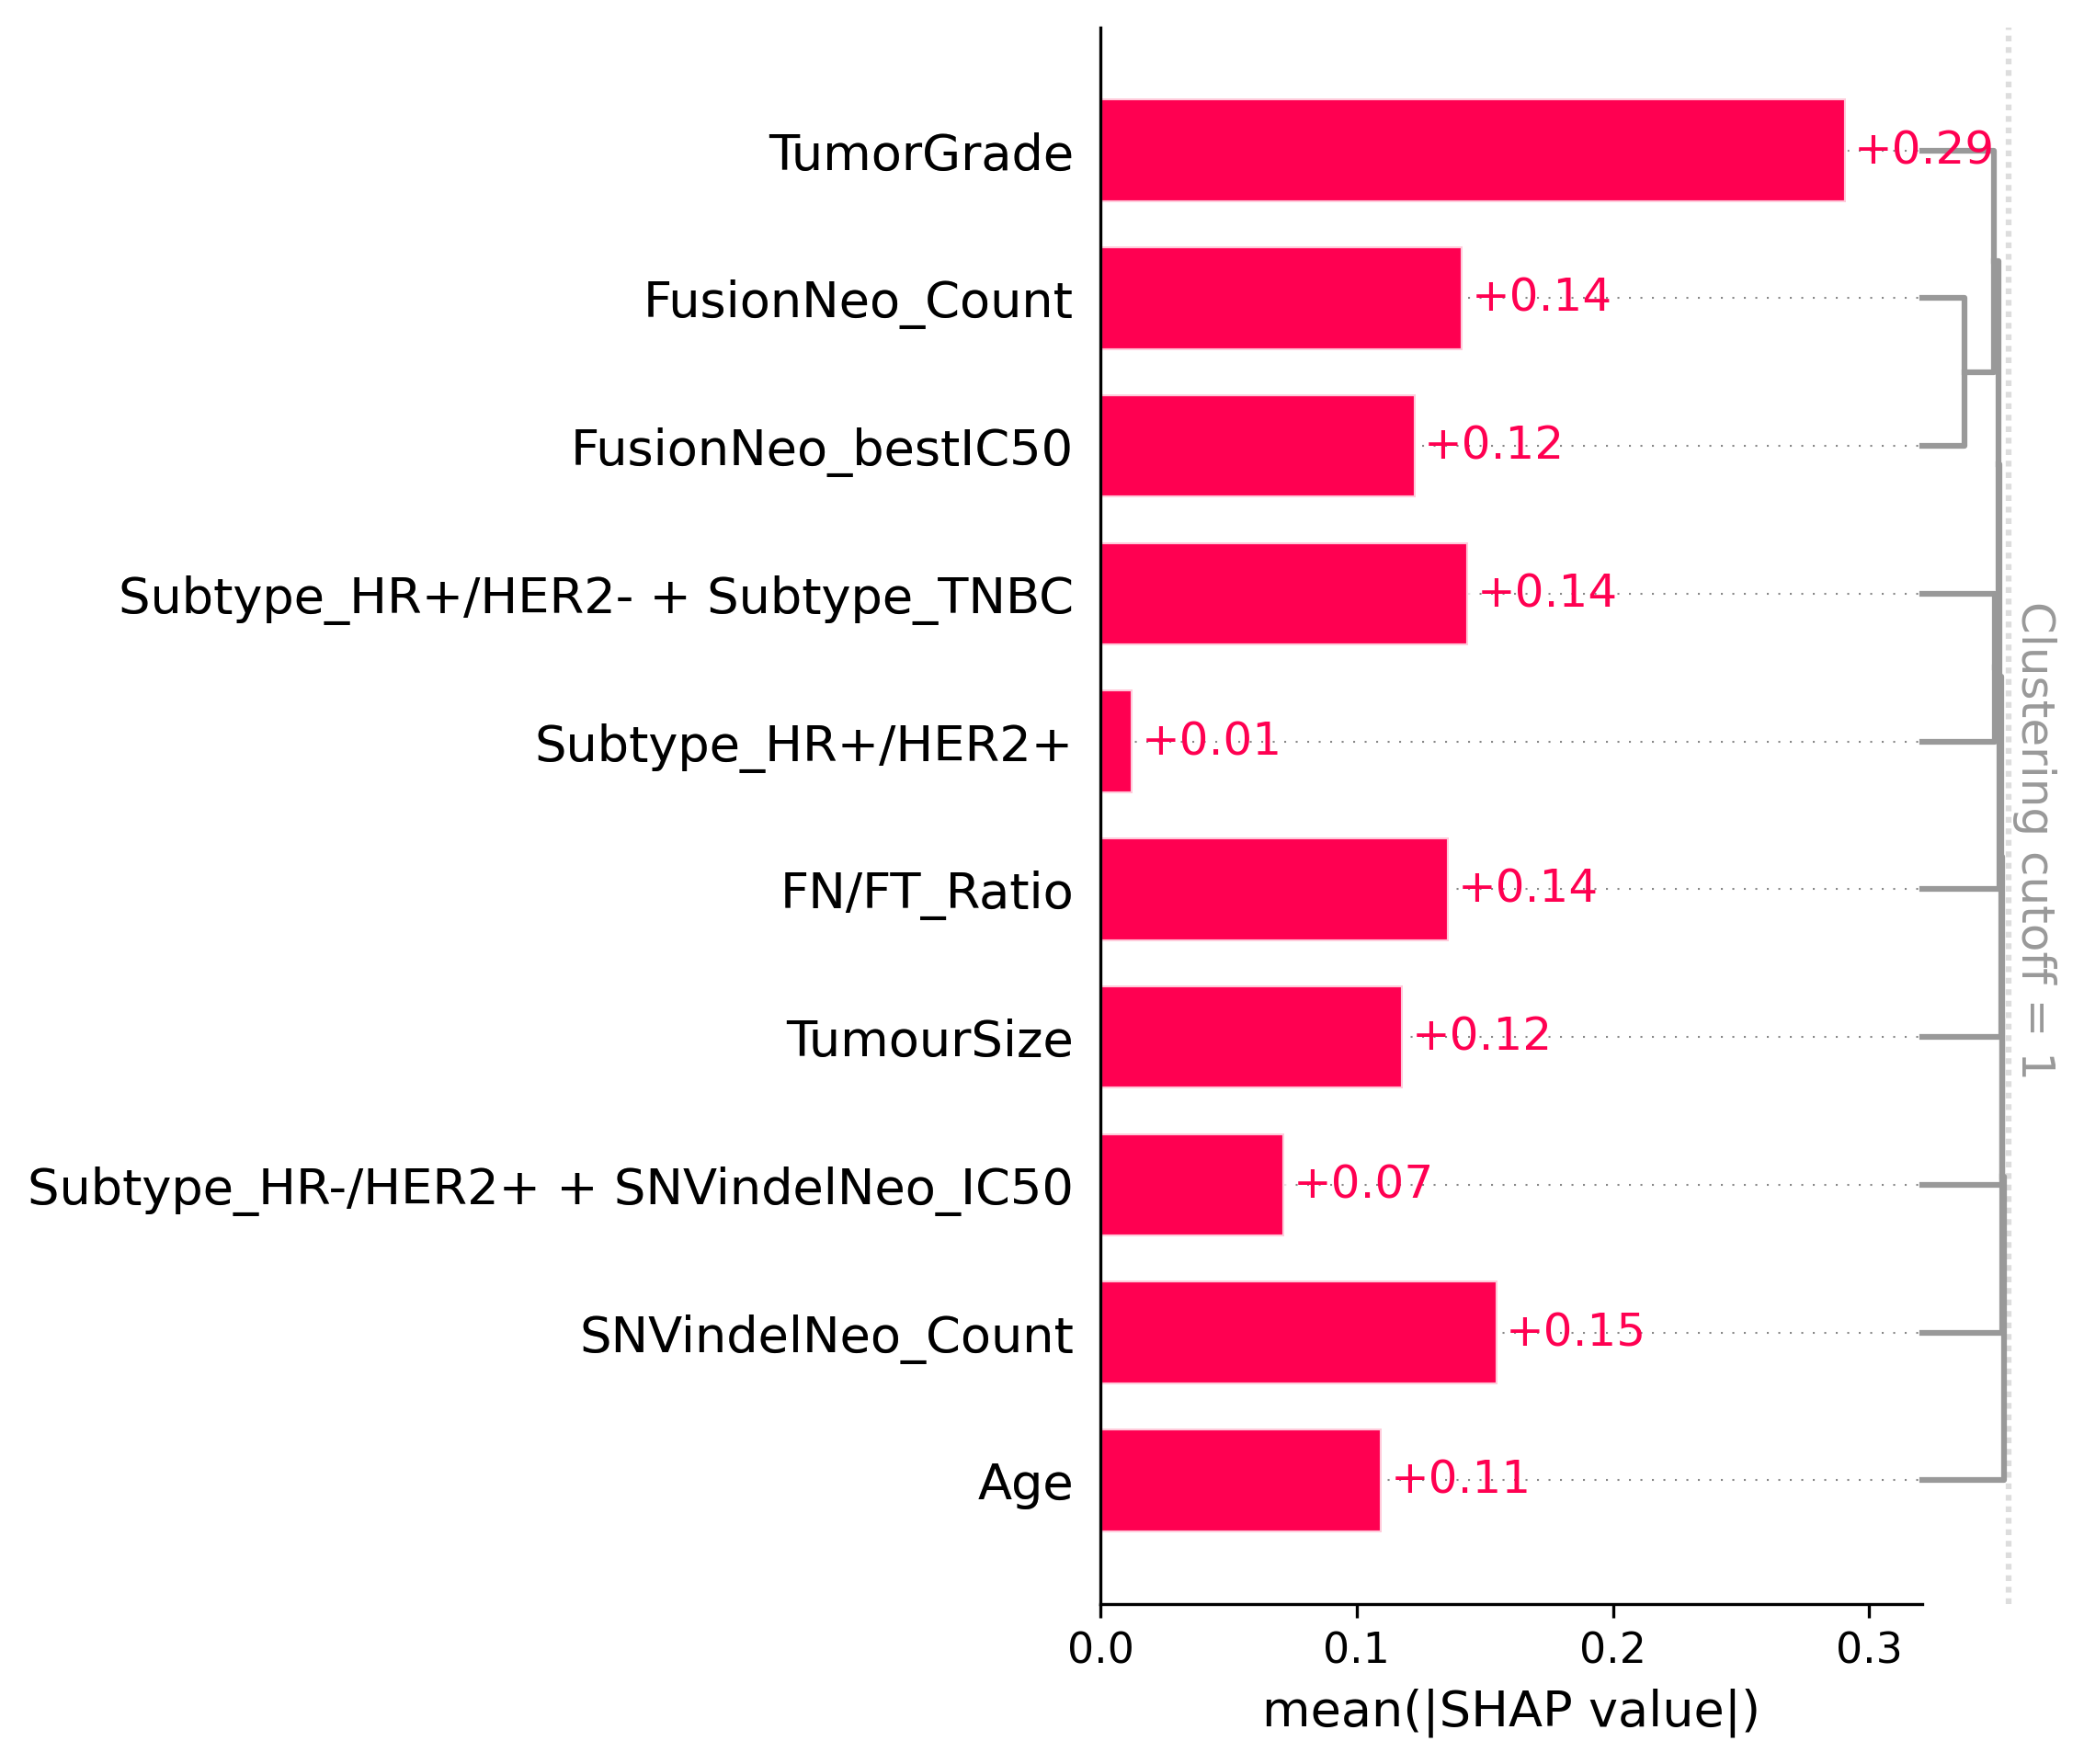 TumorGrade +0.29
FusionNeo_Count +0.14
FusionNeo_bestIC50 +0.12
Subtype_HR+/HER2- + Subtype_TNBC +0.14
Subtype_HR+/HER2+ +0.01
FN/FT_Ratio +0.14
TumourSize +0.12
Subtype_HR-/HER2+ + SNVindelNeo_IC50 +0.07
SNVindelNeo_Count +0.15
Age +0.11
Clustering cutoff = 1
0.0 0.1 0.2 0.3
mean(|SHAP value|)